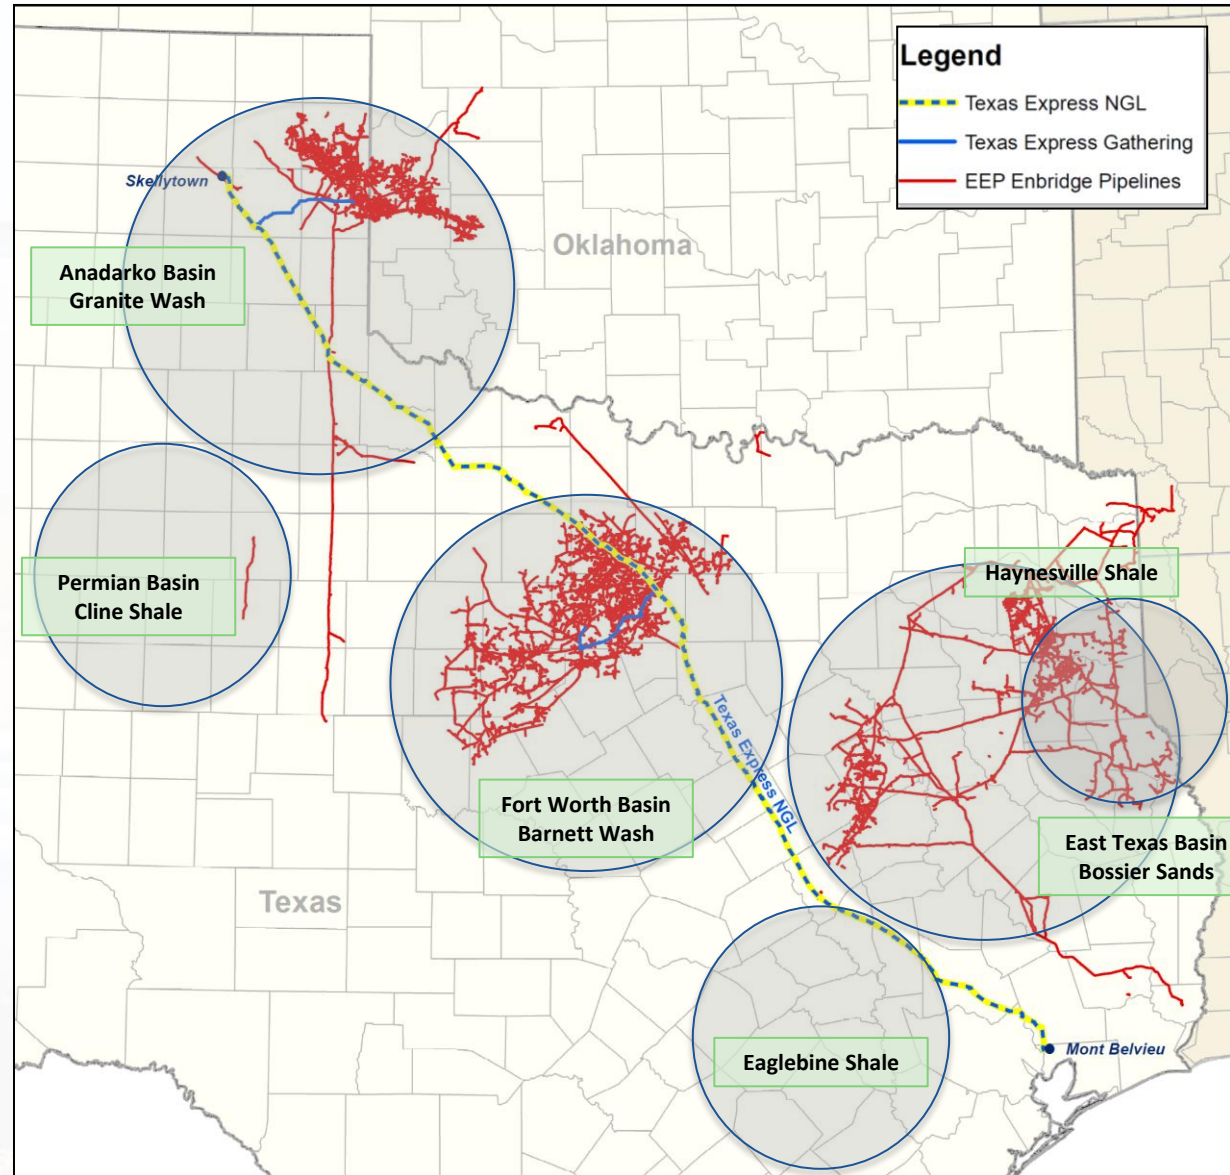 Legend
Texas Express NGL
Texas Express Gathering
EEP Enbridge Pipelines
Skellytown
Oklahoma
Anadarko Basin
Granite Wash
Permian Basin
Cline Shale
Haynesville Shale
Texas Express NGL
Fort Worth Basin
Barnett Wash
East Texas Basin
Bossier Sands
Texas
Eaglebine Shale
Mont Belvieu